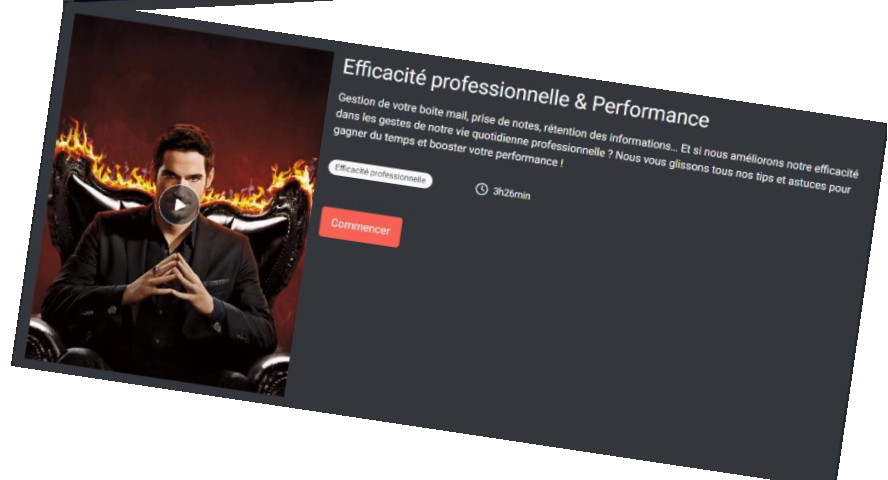 Efficacité professionnelle & Performance
Gestion de votre boite mail, prise de notes, rétention des informations... Et si nous améliorons notre efficacité
dans les gestes de notre vie quotidienne professionnelle ? Nous vous glissons tous nos tips et astuces pour
gagner du temps et booster votre performance !
Efficacité professionnelle
3h26min
Commencer